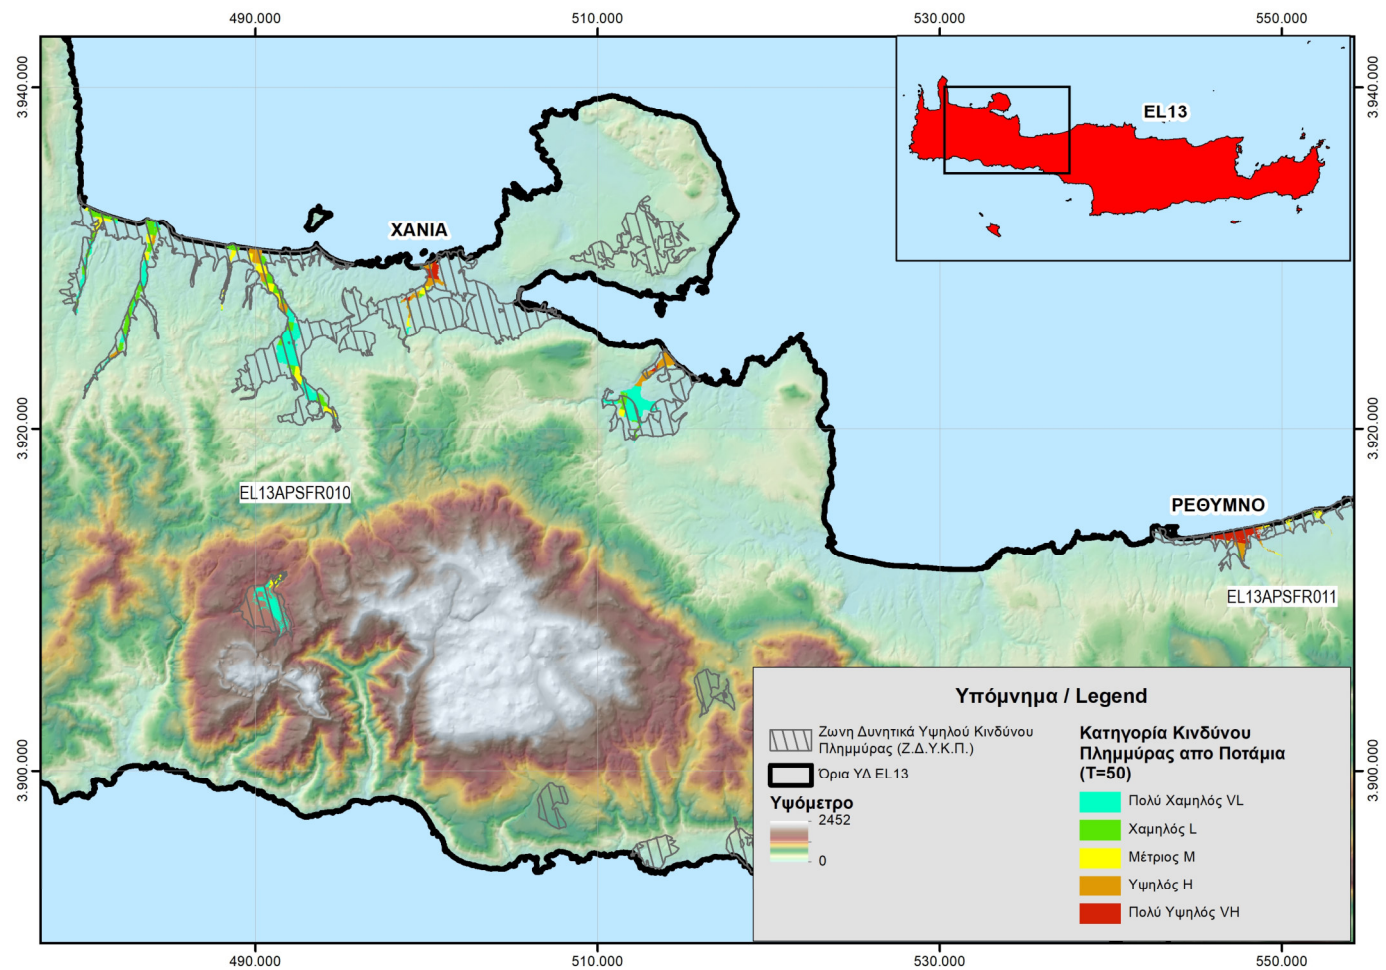 490.000 510.000 530.000 550.000
3.940.000 3.940.000
EL13
ΧΑΝΙΑ
3.920.000 3.920.000
EL13APSFR010
ΡΕΘΥΜΝΟ
EL13APSFR011
Υπόμνημα / Legend
Ζωνη Δυνητικά Υψηλού Κινδύνου
Πλημμύρας (Ζ.Δ.Υ.Κ.Π.)
Όρια ΥΔ EL13
Υψόμετρο
2452
0
Κατηγορία Κινδύνου
Πλημμύρας απο Ποτάμια
(T=50)
Πολύ Χαμηλός VL
Χαμηλός L
Μέτριος M
Υψηλός H
Πολύ Υψηλός VH
3.900.000 3.900.000
490.000 510.000 530.000 550.000